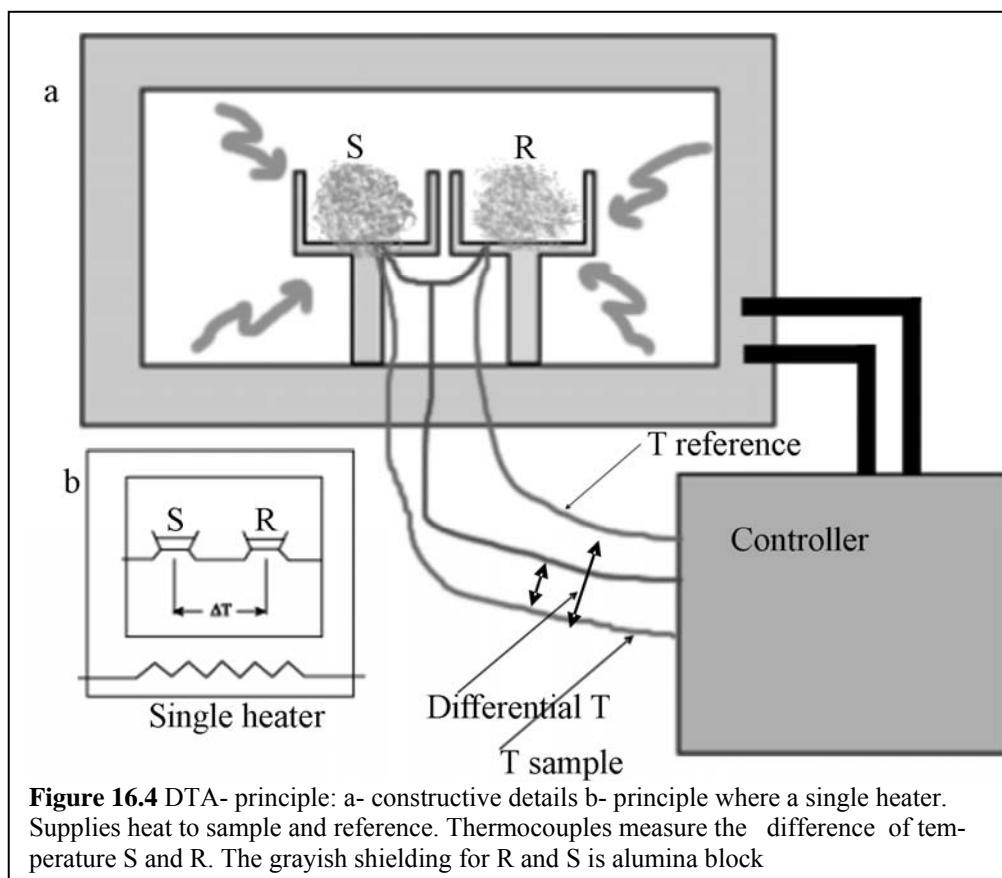 a
S R
T reference
Controller
b
S R
ΔT
Single heater
Differential T
T sample
Figure 16.4 DTA- principle: a- constructive details b- principle where a single heater.
Supplies heat to sample and reference. Thermocouples measure the difference of tem-
perature S and R. The grayish shielding for R and S is alumina block